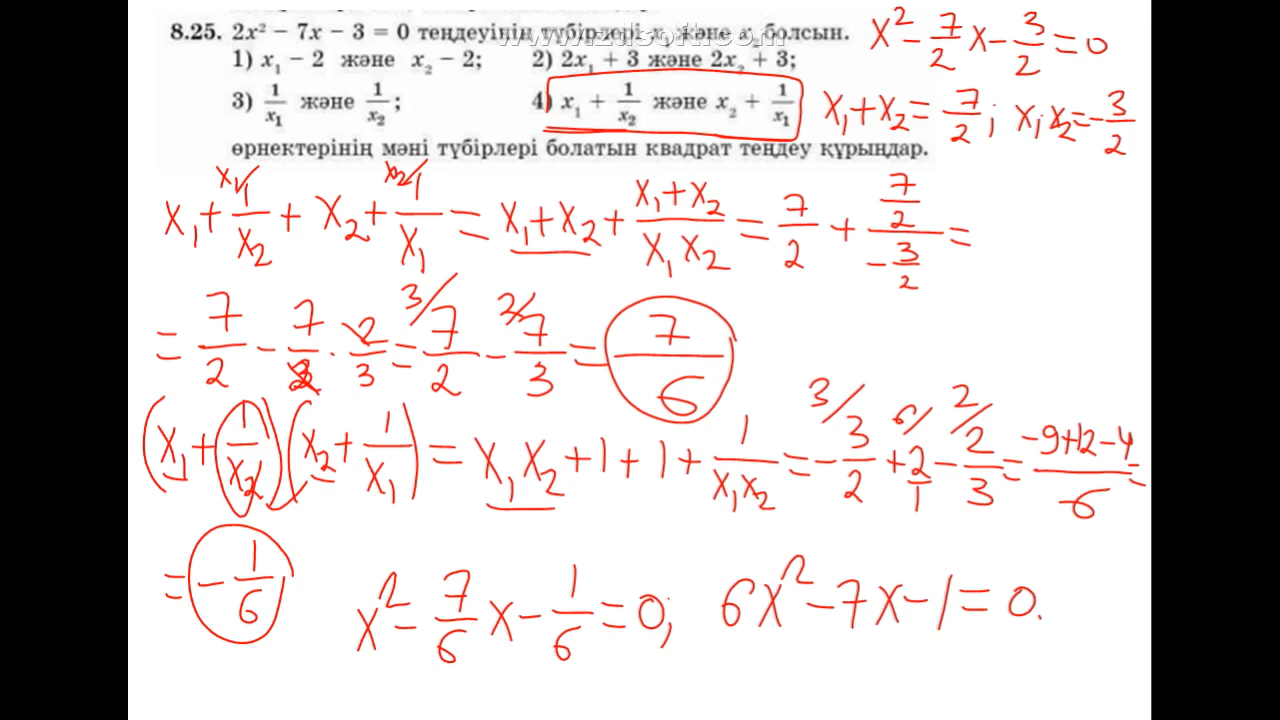 8.25. 2x² − 7x − 3 = 0 теңдеуінің түбірлері x₁ және x₂ болсын.
x² − 7/2 x − 3/2 = 0
1) x₁ − 2 және x₂ − 2; 2) 2x₁ + 3 және 2x₂ + 3;
3) 1/x₁ және 1/x₂; 4) x₁ + 1/x₂ және x₂ + 1/x₁
x₁ + x₂ = 7/2; x₁x₂ = −3/2
өрнектерінің мәні түбірлері болатын квадрат теңдеу құрыңдар.
x₁ + 1/x₂ + x₂ + 1/x₁ = x₁ + x₂ + (x₁ + x₂)/(x₁x₂) = 7/2 + (7/2)/(−3/2) =
= 7/2 − 7/2 · 2/3 = 7/2 − 7/3 = 7/6
(x₁ + 1/x₂)(x₂ + 1/x₁) = x₁x₂ + 1 + 1 + 1/(x₁x₂) = −3/2 + 2/1 − 2/3 = (−9+12−4)/6 =
= −1/6
x² − 7/6 x − 1/6 = 0; 6x² − 7x − 1 = 0.